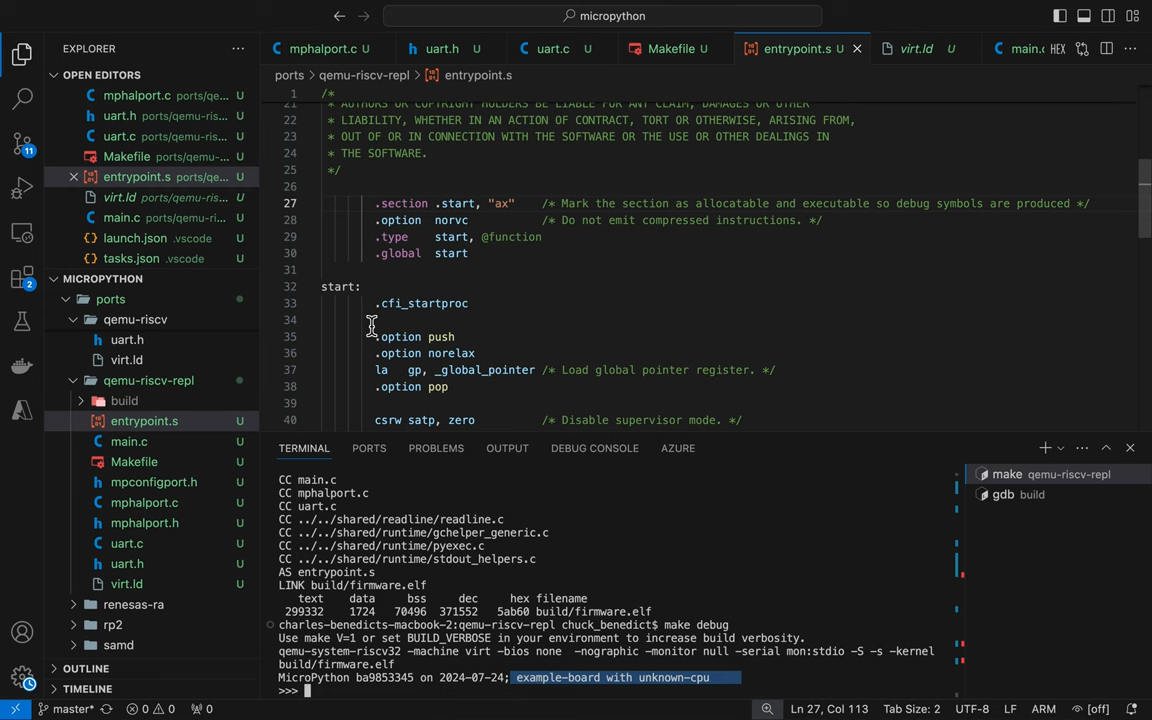 micropython
EXPLORER
OPEN EDITORS
mphalport.c ports/qe... U
uart.h ports/qemu-ris... U
uart.c ports/qemu-ris... U
Makefile ports/qemu-... U
entrypoint.s ports/qe... U
virt.ld ports/qemu-ris... U
main.c ports/qemu-ri... U
launch.json .vscode U
tasks.json .vscode U
MICROPYTHON
ports
qemu-riscv
uart.h U
virt.ld U
qemu-riscv-repl
build
entrypoint.s U
main.c U
Makefile U
mpconfigport.h U
mphalport.c U
mphalport.h U
uart.c U
uart.h U
virt.ld U
renesas-ra
rp2
samd
OUTLINE
TIMELINE
11
2
mphalport.c U uart.h U uart.c U Makefile U entrypoint.s U virt.ld U main.c HEX
ports > qemu-riscv-repl > entrypoint.s
1 /*
21 * AUTHORS OR COPYRIGHT HOLDERS BE LIABLE FOR ANY CLAIM, DAMAGES OR OTHER
22 * LIABILITY, WHETHER IN AN ACTION OF CONTRACT, TORT OR OTHERWISE, ARISING FROM,
23 * OUT OF OR IN CONNECTION WITH THE SOFTWARE OR THE USE OR OTHER DEALINGS IN
24 * THE SOFTWARE.
25 */
26
27 .section .start, "ax" /* Mark the section as allocatable and executable so debug symbols are produced */
28 .option norvc /* Do not emit compressed instructions. */
29 .type start, @function
30 .global start
31
32 start:
33 .cfi_startproc
34
35 .option push
36 .option norelax
37 la gp, _global_pointer /* Load global pointer register. */
38 .option pop
39
40 csrw satp, zero /* Disable supervisor mode. */
TERMINAL PORTS PROBLEMS OUTPUT DEBUG CONSOLE AZURE
CC main.c
CC mphalport.c
CC uart.c
CC ../../shared/readline/readline.c
CC ../../shared/runtime/gchelper_generic.c
CC ../../shared/runtime/pyexec.c
CC ../../shared/runtime/stdout_helpers.c
AS entrypoint.s
LINK build/firmware.elf
text data bss dec hex filename
299332 1724 70496 371552 5ab60 build/firmware.elf
charles-benedicts-macbook-2:qemu-riscv-repl chuck_benedict$ make debug
Use make V=1 or set BUILD_VERBOSE in your environment to increase build verbosity.
qemu-system-riscv32 -machine virt -bios none -nographic -monitor null -serial mon:stdio -S -s -kernel
build/firmware.elf
MicroPython ba9853345 on 2024-07-24; example-board with unknown-cpu
>>>
make qemu-riscv-repl
gdb build
master* 0 0 0 Ln 27, Col 113 Tab Size: 2 UTF-8 LF ARM [off]